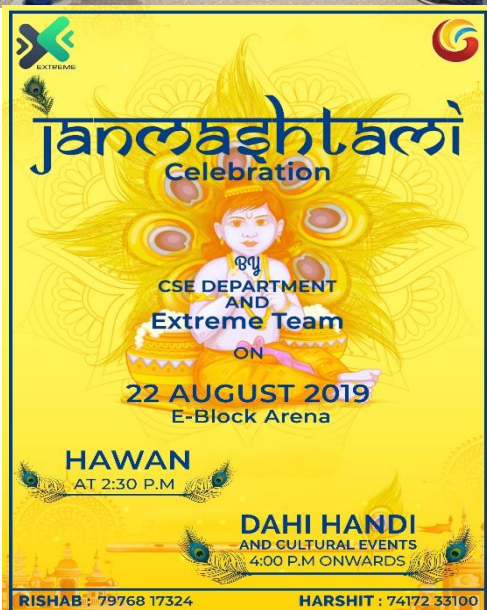 EXTREME
Janmashtami
Celebration
BY
CSE DEPARTMENT
AND
Extreme Team
ON
22 AUGUST 2019
E-Block Arena
HAWAN
AT 2:30 P.M
DAHI HANDI
AND CULTURAL EVENTS
4:00 P.M ONWARDS
RISHAB : 79768 17324
HARSHIT : 74172 33100